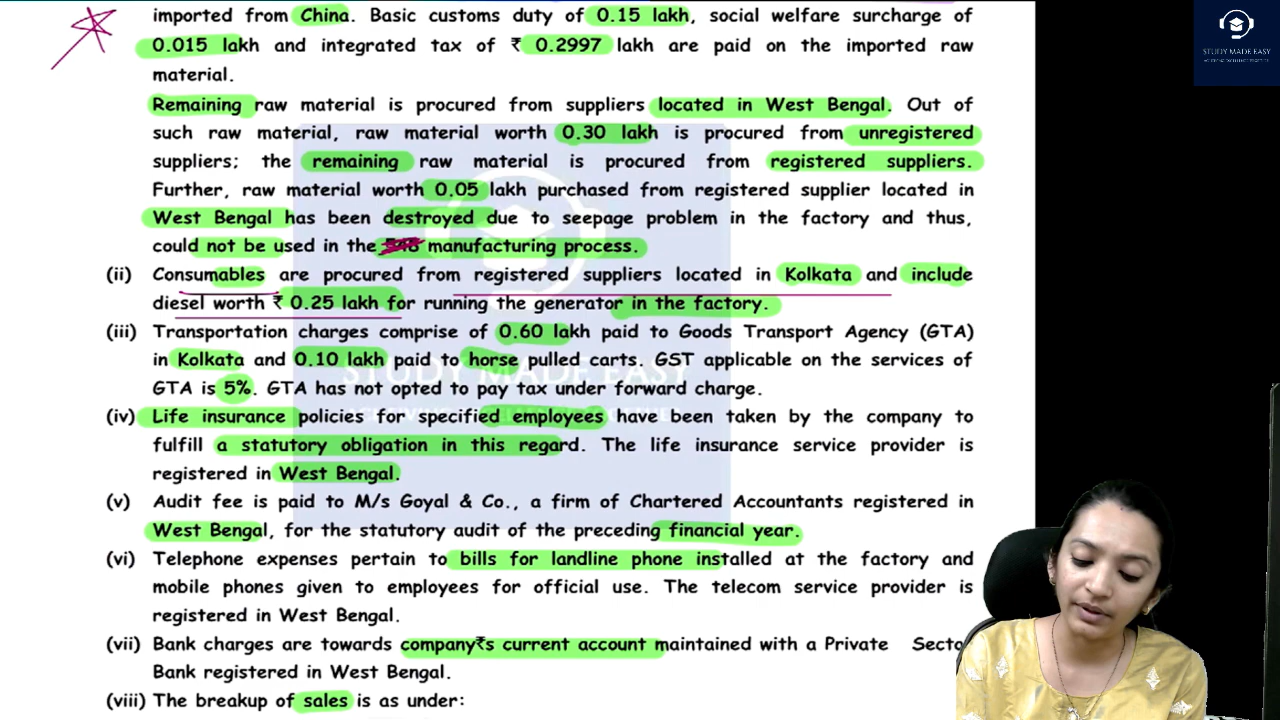 imported from China. Basic customs duty of 0.15 lakh, social welfare surcharge of
0.015 lakh and integrated tax of ₹ 0.2997 lakh are paid on the imported raw
material.
Remaining raw material is procured from suppliers located in West Bengal. Out of
such raw material, raw material worth 0.30 lakh is procured from unregistered
suppliers; the remaining raw material is procured from registered suppliers.
Further, raw material worth 0.05 lakh purchased from registered supplier located in
West Bengal has been destroyed due to seepage problem in the factory and thus,
could not be used in the manufacturing process.
(ii) Consumables are procured from registered suppliers located in Kolkata and include
diesel worth ₹ 0.25 lakh for running the generator in the factory.
(iii) Transportation charges comprise of 0.60 lakh paid to Goods Transport Agency (GTA)
in Kolkata and 0.10 lakh paid to horse pulled carts. GST applicable on the services of
GTA is 5%. GTA has not opted to pay tax under forward charge.
(iv) Life insurance policies for specified employees have been taken by the company to
fulfill a statutory obligation in this regard. The life insurance service provider is
registered in West Bengal.
(v) Audit fee is paid to M/s Goyal & Co., a firm of Chartered Accountants registered in
West Bengal, for the statutory audit of the preceding financial year.
(vi) Telephone expenses pertain to bills for landline phone installed at the factory and
mobile phones given to employees for official use. The telecom service provider is
registered in West Bengal.
(vii) Bank charges are towards company₹s current account maintained with a Private Secto
Bank registered in West Bengal.
(viii) The breakup of sales is as under:
STUDY MADE EASY
STUDY MADE EASY